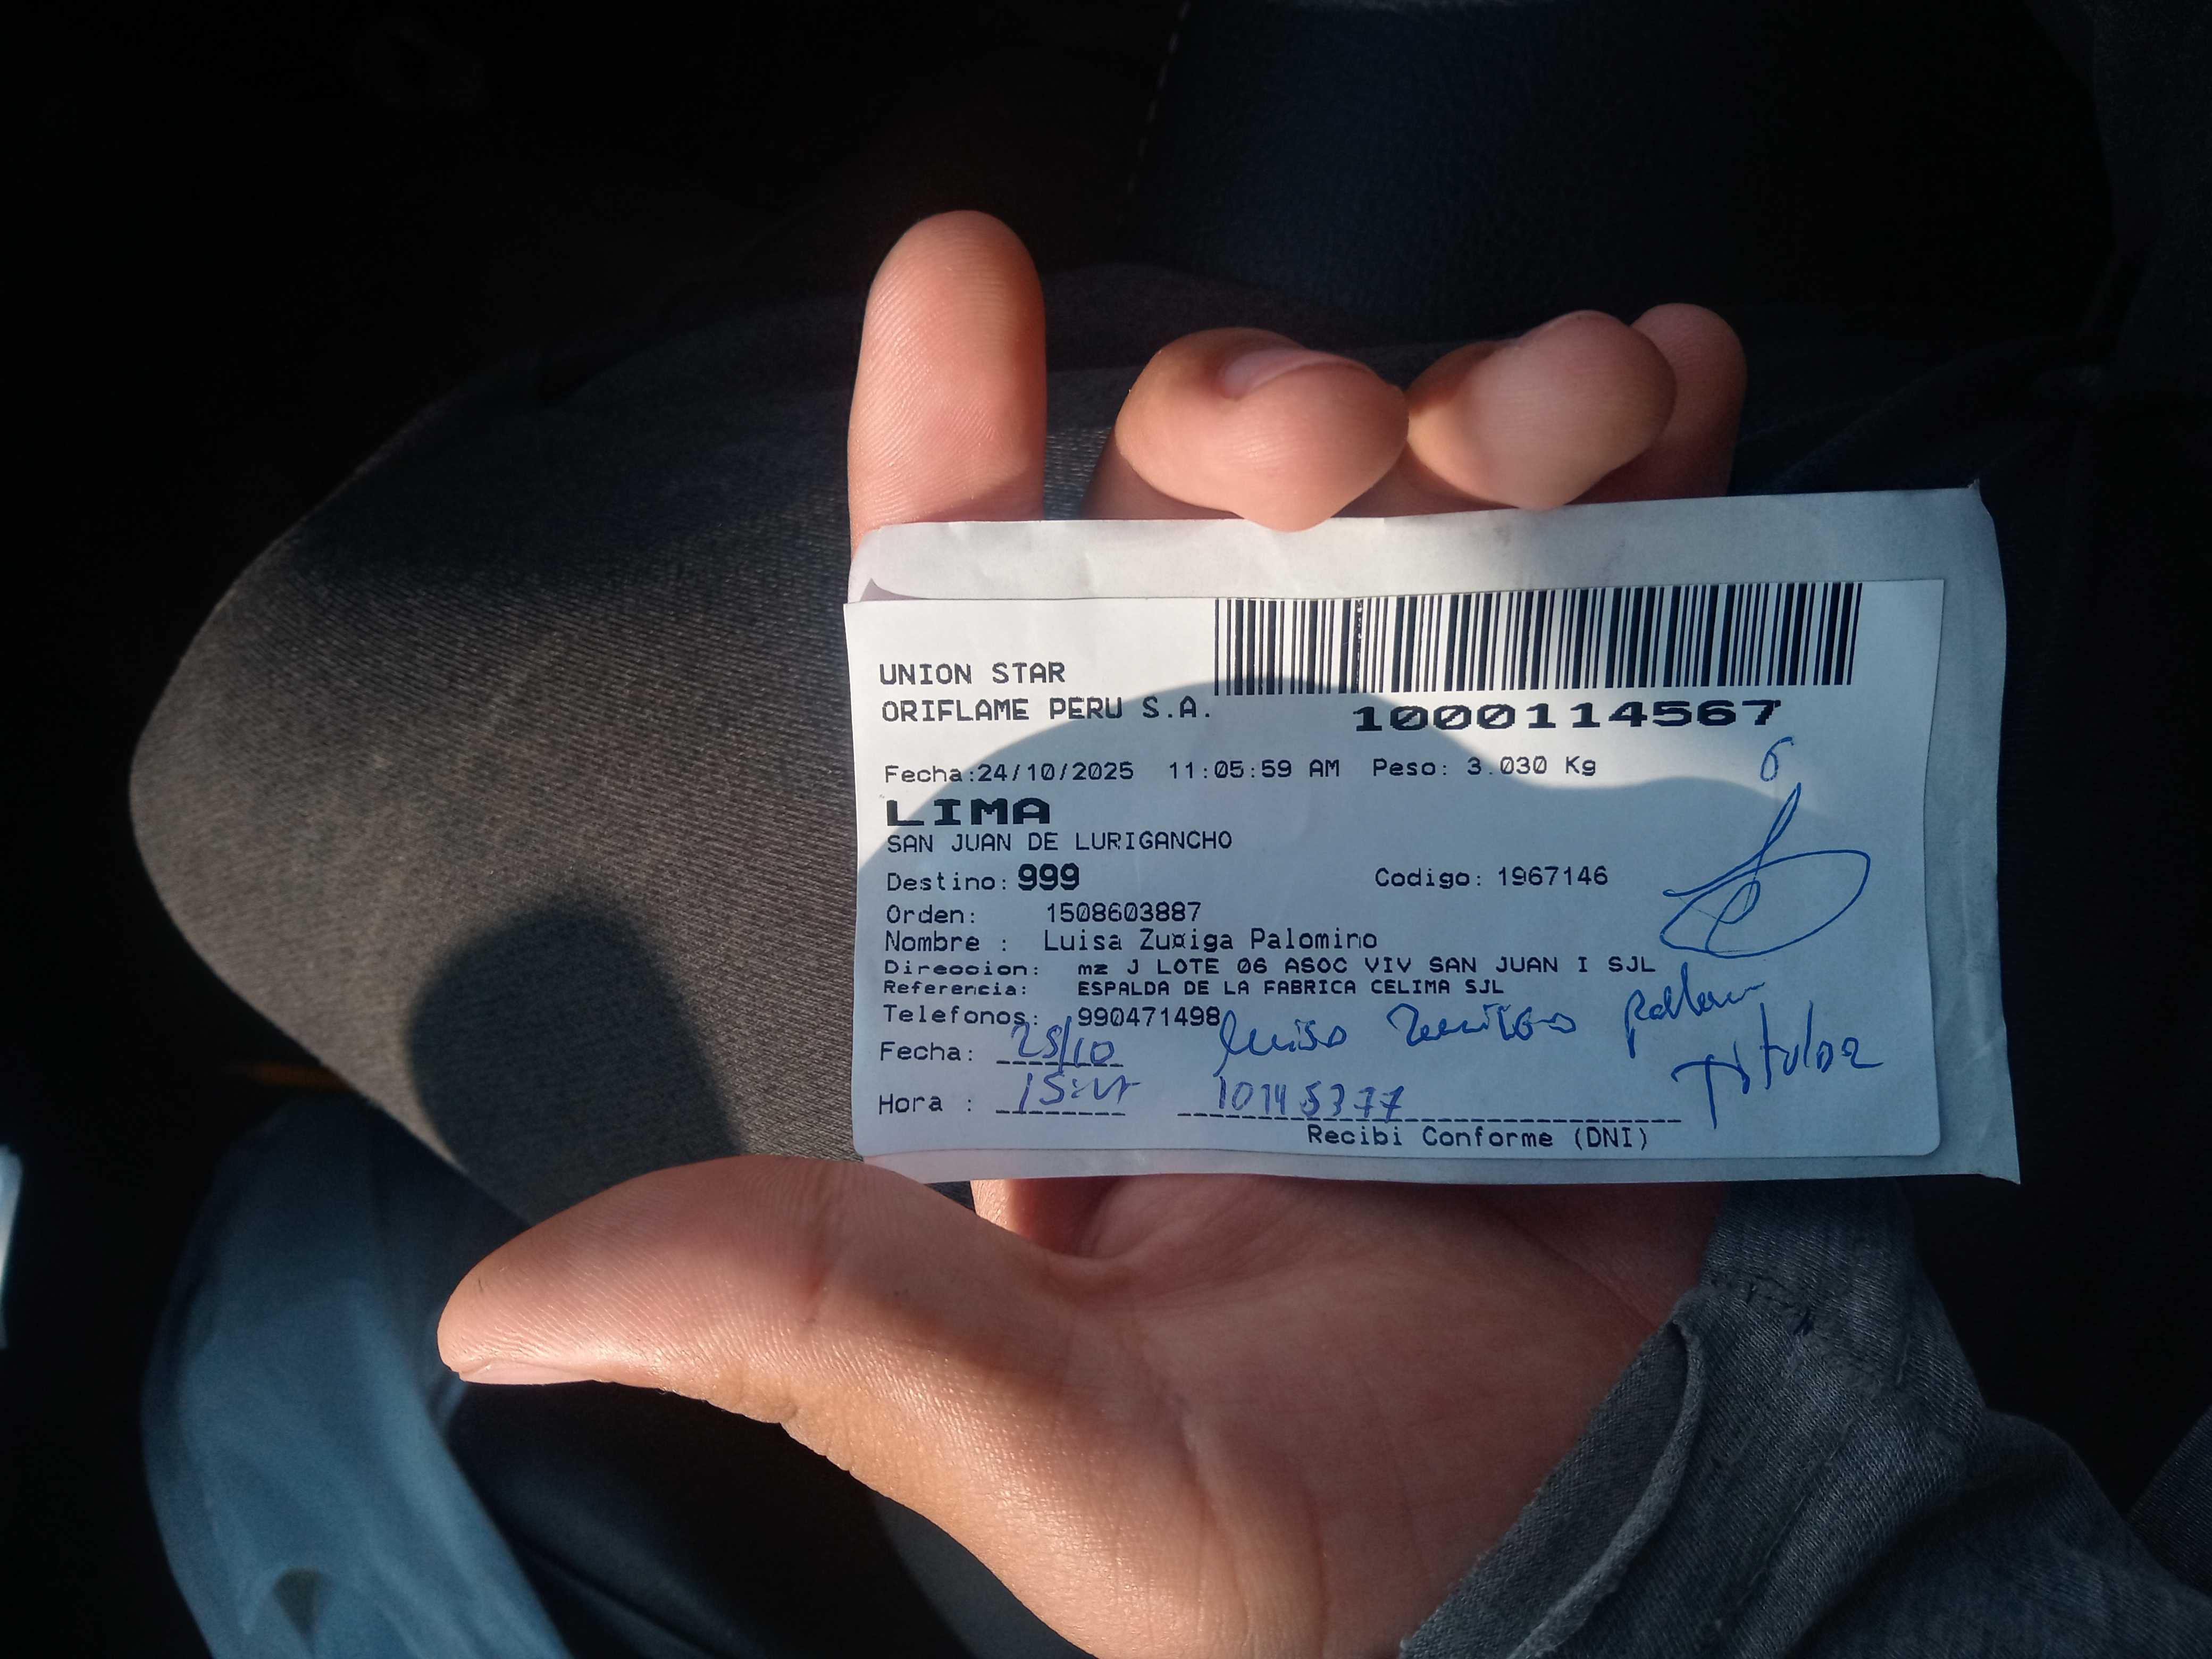 UNION STAR
ORIFLAME PERU S.A.
1000114567
Fecha:24/10/2025 11:05:59 AM Peso: 3.030 Kg
6
LIMA
SAN JUAN DE LURIGANCHO
Destino: 999 Codigo: 1967146
Orden: 1508603887
Nombre : Luisa Zu¤iga Palomino
Direccion: mz J LOTE 06 ASOC VIV SAN JUAN I SJL
Referencia: ESPALDA DE LA FABRICA CELIMA SJL
Telefonos: 990471498
Fecha: 25/10
Titular
Hora :
Recibi Conforme (DNI)